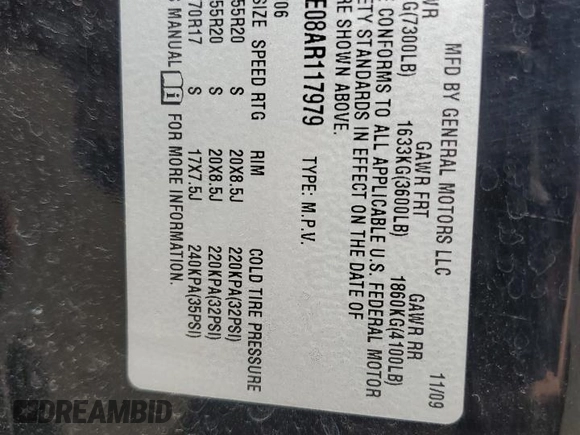 MFD BY GENERAL MOTORS LLC 11/09
GAWR FRT GAWR RR
G(7300LB) 1633KG(3600LB) 1860KG(4100LB)
CONFORMS TO ALL APPLICABLE U.S. FEDERAL MOTOR
ETY STANDARDS IN EFFECT ON THE DATE OF
RE SHOWN ABOVE.
E08AR117979 TYPE: M.P.V.
06
SIZE SPEED RTG RIM COLD TIRE PRESSURE
55R20 S 20X8.5J 220KPA(32PSI)
55R20 S 20X8.5J 220KPA(32PSI)
70R17 S 17X7.5J 240KPA(35PSI)
S MANUAL i FOR MORE INFORMATION.
DREAMBID